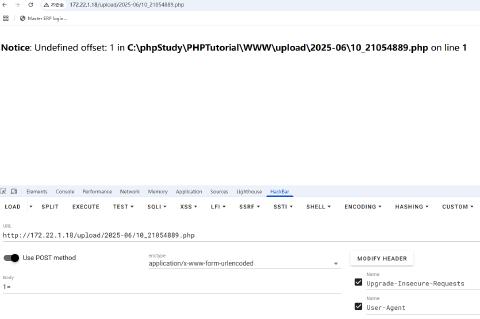 不安全 172.22.1.18/upload/2025-06/10_21054889.php
Master ERP login...
Notice: Undefined offset: 1 in C:\phpStudy\PHPTutorial\WWW\upload\2025-06\10_21054889.php on line 1
Elements Console Performance Network Memory Application Sources Lighthouse HackBar
LOAD SPLIT EXECUTE TEST SQLI XSS LFI SSRF SSTI SHELL ENCODING HASHING CUSTOM
URL
http://172.22.1.18/upload/2025-06/10_21054889.php
Use POST method
enctype
application/x-www-form-urlencoded
MODIFY HEADER
Body
1=
Name
Upgrade-Insecure-Requests
Name
User-Agent